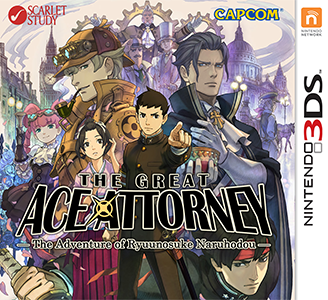 SCARLET
STUDY
CAPCOM
NINTENDO
NETWORK
NINTENDO 3DS
THE GREAT
ACE ATTORNEY
The Adventure of Ryuunosuke Naruhodou